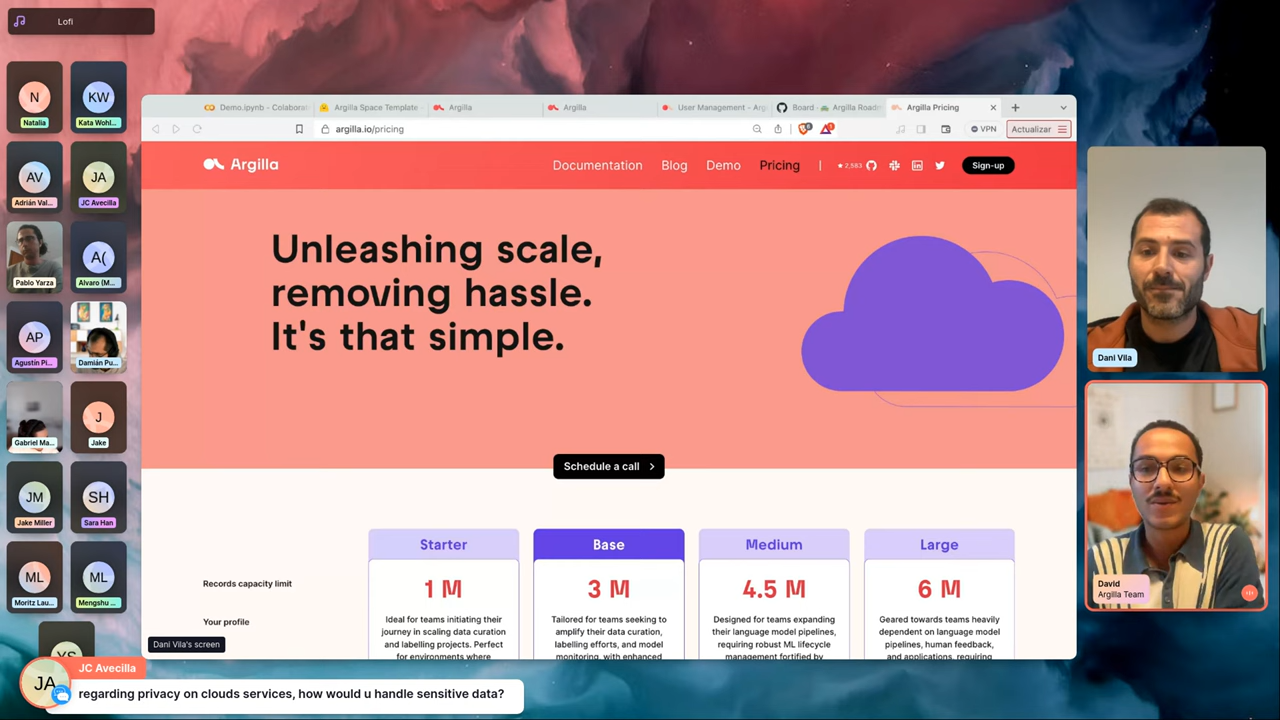 Lofi
N
Natalia
KW
Kata Wohl...
AV
Adrián Val...
JA
JC Avecilla
Pablo Yarza
A(
Alvaro (M...
AP
Agustín Pi...
Damián Pu...
Gabriel Ma...
J
Jake
JM
Jake Miller
SH
Sara Han
ML
Moritz Lau...
ML
Mengshu ...
YS
Demo.ipynb - Colaborat
Argilla Space Template -
Argilla
Argilla
User Management - Arg
Board - Argilla Roadm
Argilla Pricing
argilla.io/pricing
VPN
Actualizar
Argilla
Documentation
Blog
Demo
Pricing
2,583
Sign-up
Unleashing scale,
removing hassle.
It's that simple.
Schedule a call
Starter
Base
Medium
Large
Records capacity limit
1 M
3 M
4.5 M
6 M
Your profile
Ideal for teams initiating their
journey in scaling data curation
and labelling projects. Perfect
for environments where
Tailored for teams seeking to
amplify their data curation,
labelling efforts, and model
monitoring, with enhanced
Designed for teams expanding
their language model pipelines,
requiring robust ML lifecycle
management fortified by
Geared towards teams heavily
dependent on language model
pipelines, human feedback,
and applications, requiring
Dani Vila's screen
Dani Vila
David
Argilla Team
JA
JC Avecilla
regarding privacy on clouds services, how would u handle sensitive data?